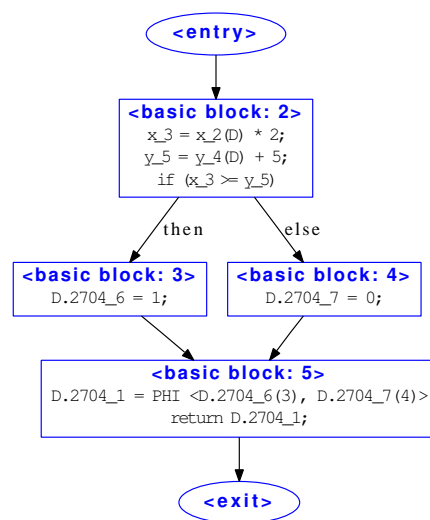 <entry>
<basic block: 2>
x_3 = x_2(D) * 2;
y_5 = y_4(D) + 5;
if (x_3 >= y_5)
then
else
<basic block: 3>
D.2704_6 = 1;
<basic block: 4>
D.2704_7 = 0;
<basic block: 5>
D.2704_1 = PHI <D.2704_6(3), D.2704_7(4)>
return D.2704_1;
<exit>